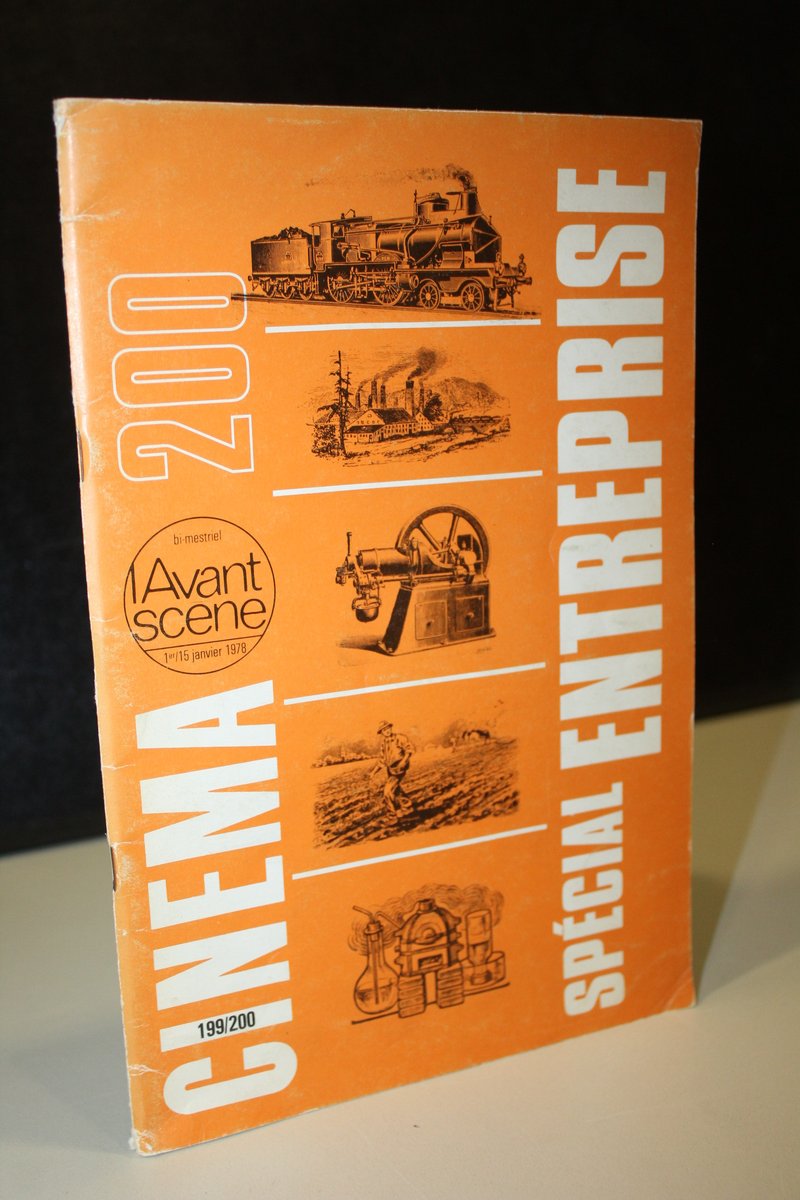 CINEMA 200
199/200
bi-mestriel
l'Avant
scene
1er/15 janvier 1978
SPÉCIAL ENTREPRISE